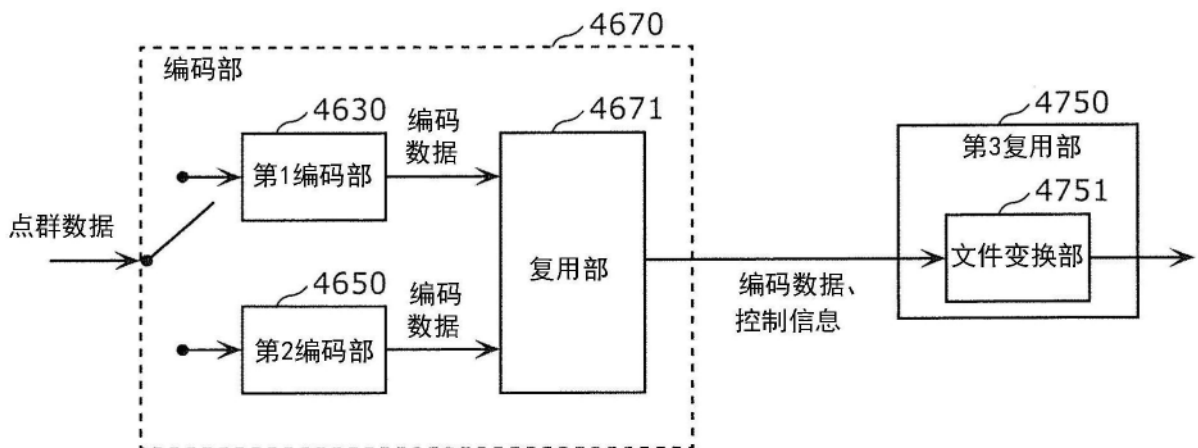 4670
编码部
4630
编码
数据
4671
4750
第3复用部
第1编码部
4751
点群数据
文件变换部
复用部
4650
编码
数据
编码数据、
控制信息
第2编码部